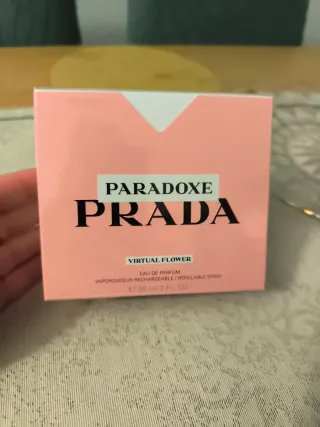 PARADOXE
PRADA
VIRTUAL FLOWER
EAU DE PARFUM
VAPORISATEUR RECHARGEABLE / REFILLABLE SPRAY